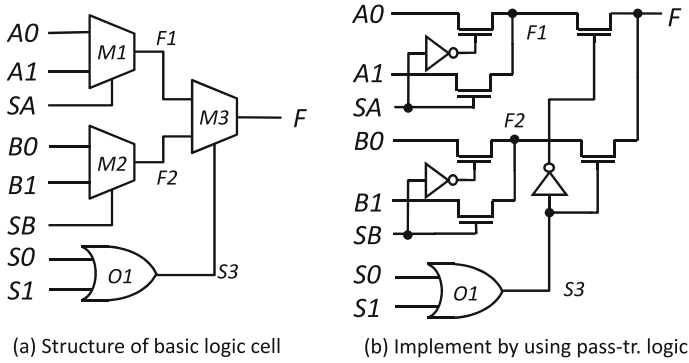 A0
F1
A1
M1
SA
M3
F
B0
M2
B1
F2
SB
S0
O1
S1
S3
(a) Structure of basic logic cell
A0
F
F1
A1
SA
F2
B0
B1
SB
S0
O1
S3
S1
(b) Implement by using pass-tr. logic